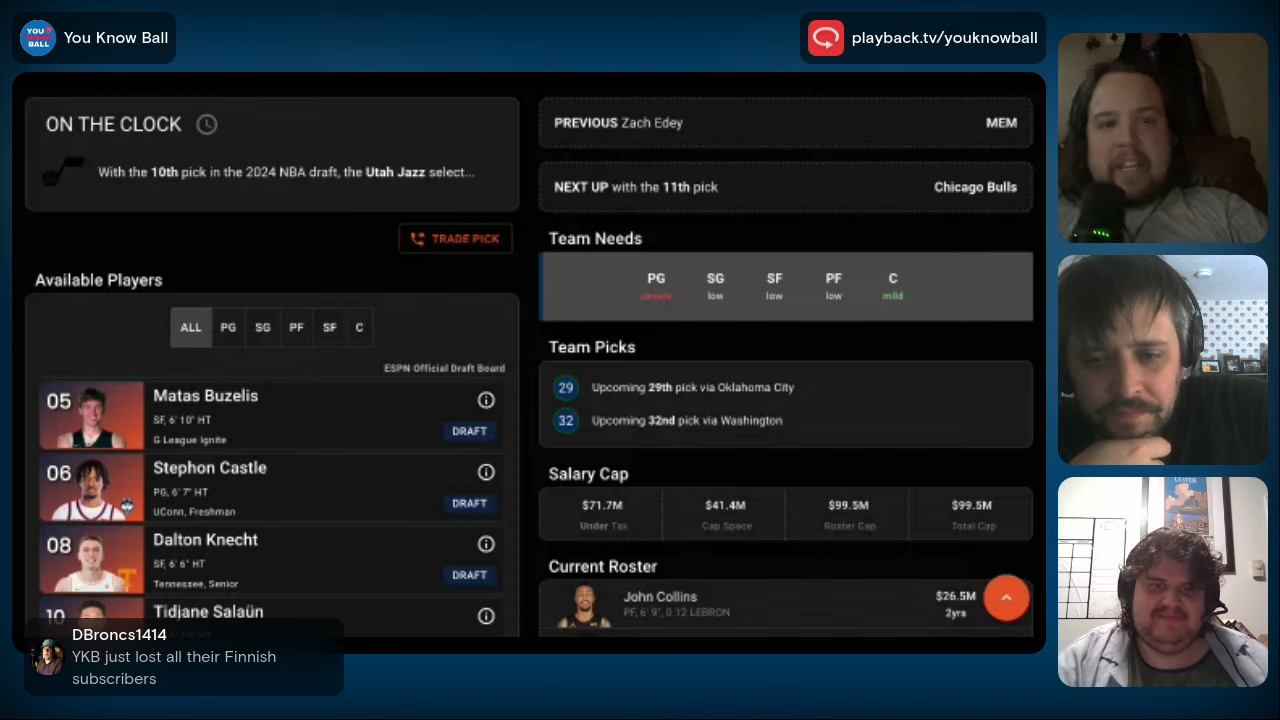 YOU
KNOW
BALL
You Know Ball
playback.tv/youknowball
ON THE CLOCK
With the 10th pick in the 2024 NBA draft, the Utah Jazz select...
TRADE PICK
Available Players
ALL PG SG PF SF C
ESPN Official Draft Board
05 Matas Buzelis
SF, 6' 10" HT
G League Ignite
DRAFT
06 Stephon Castle
PG, 6' 7" HT
UConn, Freshman
DRAFT
08 Dalton Knecht
SF, 6' 6" HT
Tennessee, Senior
DRAFT
10 Tidjane Salaün
PREVIOUS Zach Edey MEM
NEXT UP with the 11th pick Chicago Bulls
Team Needs
PG SG SF PF C
severe low low low mild
Team Picks
29 Upcoming 29th pick via Oklahoma City
32 Upcoming 32nd pick via Washington
Salary Cap
$71.7M $41.4M $99.5M $99.5M
Under Tax Cap Space Roster Cap Total Cap
Current Roster
John Collins $26.5M
PF, 6' 9", 0.12 LEBRON 2yrs
DBroncs1414
YKB just lost all their Finnish
subscribers
ULSTER